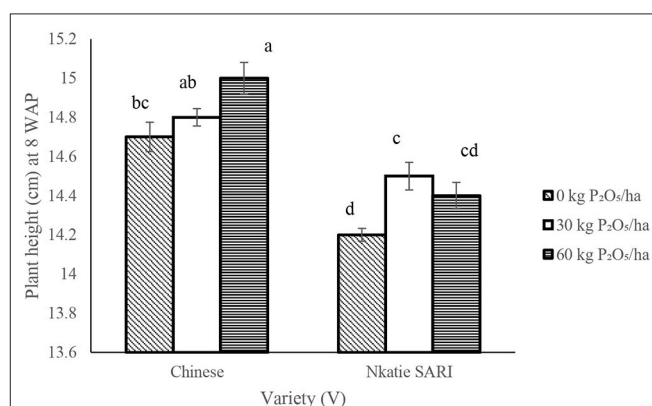 Plant height (cm) at 8 WAP
15.2
15
14.8
14.6
14.4
14.2
14
13.8
13.6
bc
ab
a
d
c
cd
Chinese
Nkatie SARI
Variety (V)
0 kg P₂O₅/ha
30 kg P₂O₅/ha
60 kg P₂O₅/ha